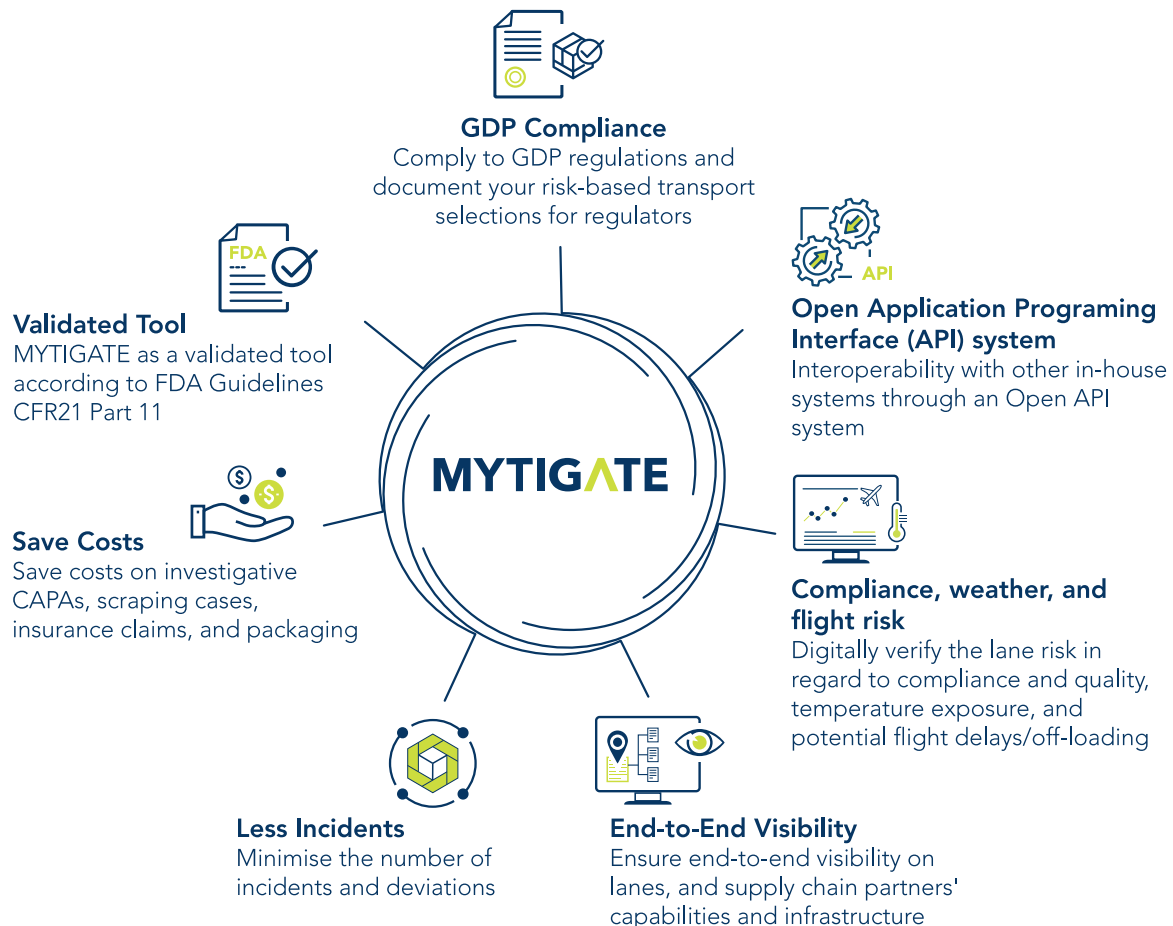 GDP Compliance
Comply to GDP regulations and
document your risk-based transport
selections for regulators
FDA
Validated Tool
MYTIGATE as a validated tool
according to FDA Guidelines
CFR21 Part 11
API
Open Application Programing
Interface (API) system
Interoperability with other in-house
systems through an Open API
system
MYTIGATE
$
$
Save Costs
Save costs on investigative
CAPAs, scraping cases,
insurance claims, and packaging
Compliance, weather, and
flight risk
Digitally verify the lane risk in
regard to compliance and quality,
temperature exposure, and
potential flight delays/off-loading
Less Incidents
Minimise the number of
incidents and deviations
End-to-End Visibility
Ensure end-to-end visibility on
lanes, and supply chain partners'
capabilities and infrastructure